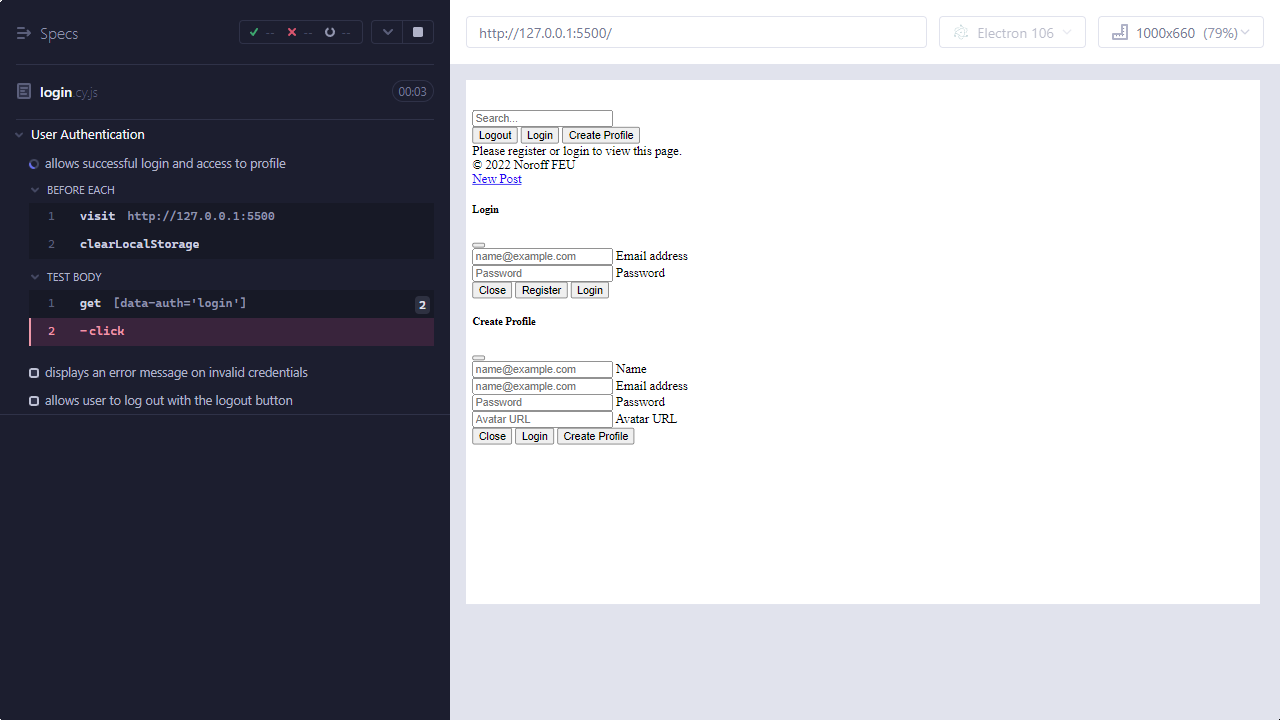 Specs
-- -- --
login.cy.js 00:03
User Authentication
allows successful login and access to profile
BEFORE EACH
1 visit http://127.0.0.1:5500
2 clearLocalStorage
TEST BODY
1 get [data-auth='login'] 2
2 -click
displays an error message on invalid credentials
allows user to log out with the logout button
http://127.0.0.1:5500/ Electron 106 1000x660 (79%)
Search...
Logout Login Create Profile
Please register or login to view this page.
© 2022 Noroff FEU
New Post
Login
name@example.com Email address
Password Password
Close Register Login
Create Profile
name@example.com Name
name@example.com Email address
Password Password
Avatar URL Avatar URL
Close Login Create Profile